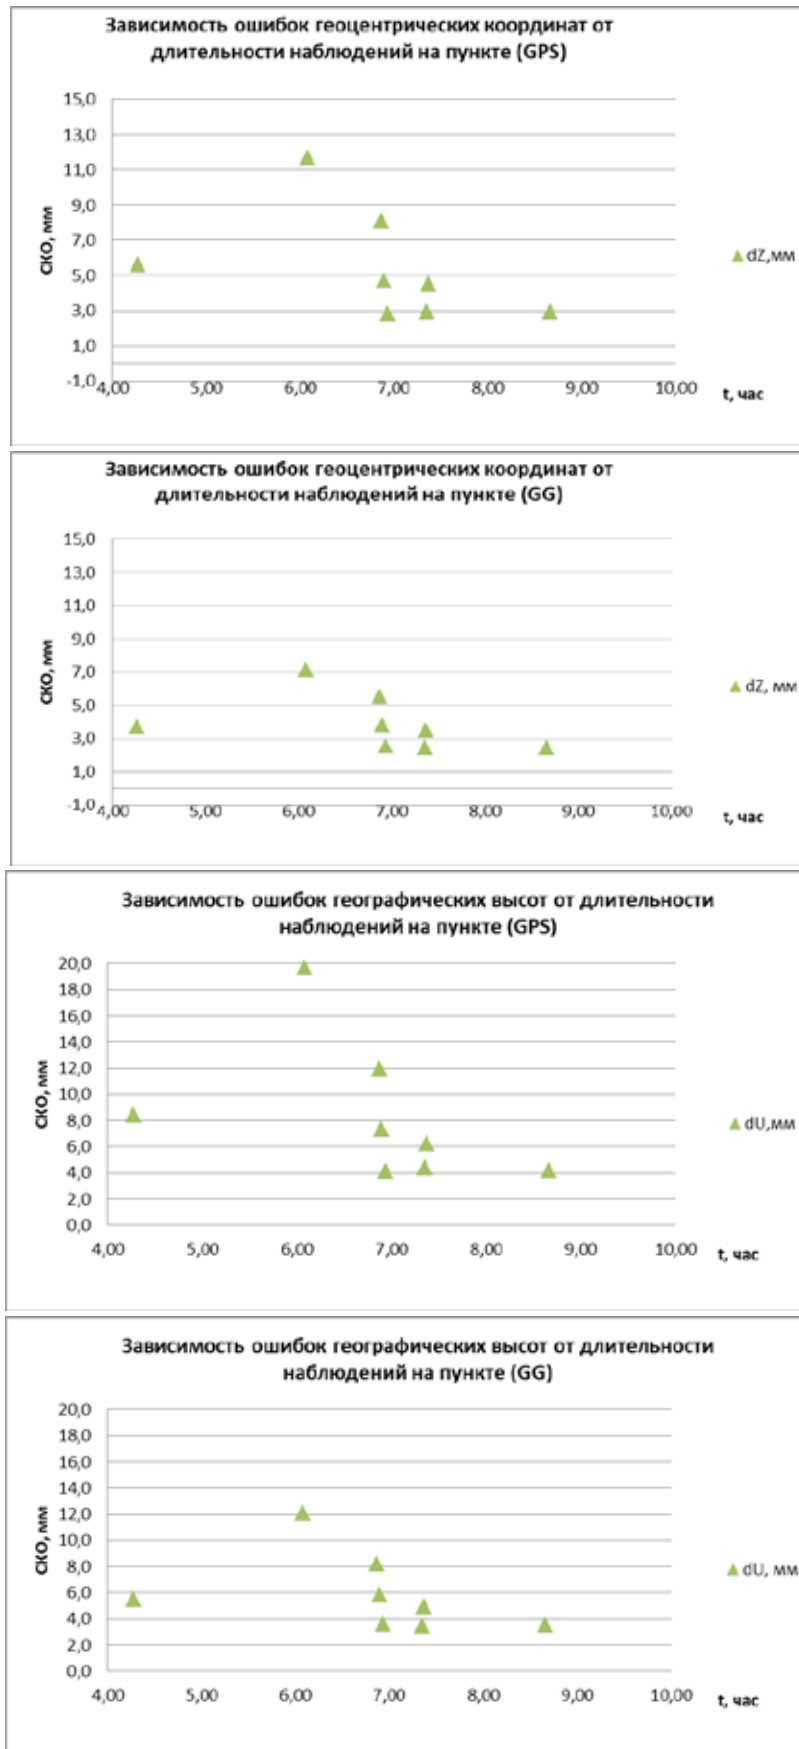 Зависимость ошибок геоцентрических координат от
длительности наблюдений на пункте (GPS)
15,0
13,0
11,0
9,0
7,0
5,0
3,0
1,0
-1,0
СКО, мм
4,00 5,00 6,00 7,00 8,00 9,00 10,00
t, час
dZ,мм
Зависимость ошибок геоцентрических координат от
длительности наблюдений на пункте (GG)
15,0
13,0
11,0
9,0
7,0
5,0
3,0
1,0
-1,0
СКО, мм
4,00 5,00 6,00 7,00 8,00 9,00 10,00
t, час
dZ, мм
Зависимость ошибок географических высот от длительности
наблюдений на пункте (GPS)
20,0
18,0
16,0
14,0
12,0
10,0
8,0
6,0
4,0
2,0
0,0
СКО, мм
4,00 5,00 6,00 7,00 8,00 9,00 10,00
t, час
dU,мм
Зависимость ошибок географических высот от длительности
наблюдений на пункте (GG)
20,0
18,0
16,0
14,0
12,0
10,0
8,0
6,0
4,0
2,0
0,0
СКО, мм
4,00 5,00 6,00 7,00 8,00 9,00 10,00
t, час
dU, мм